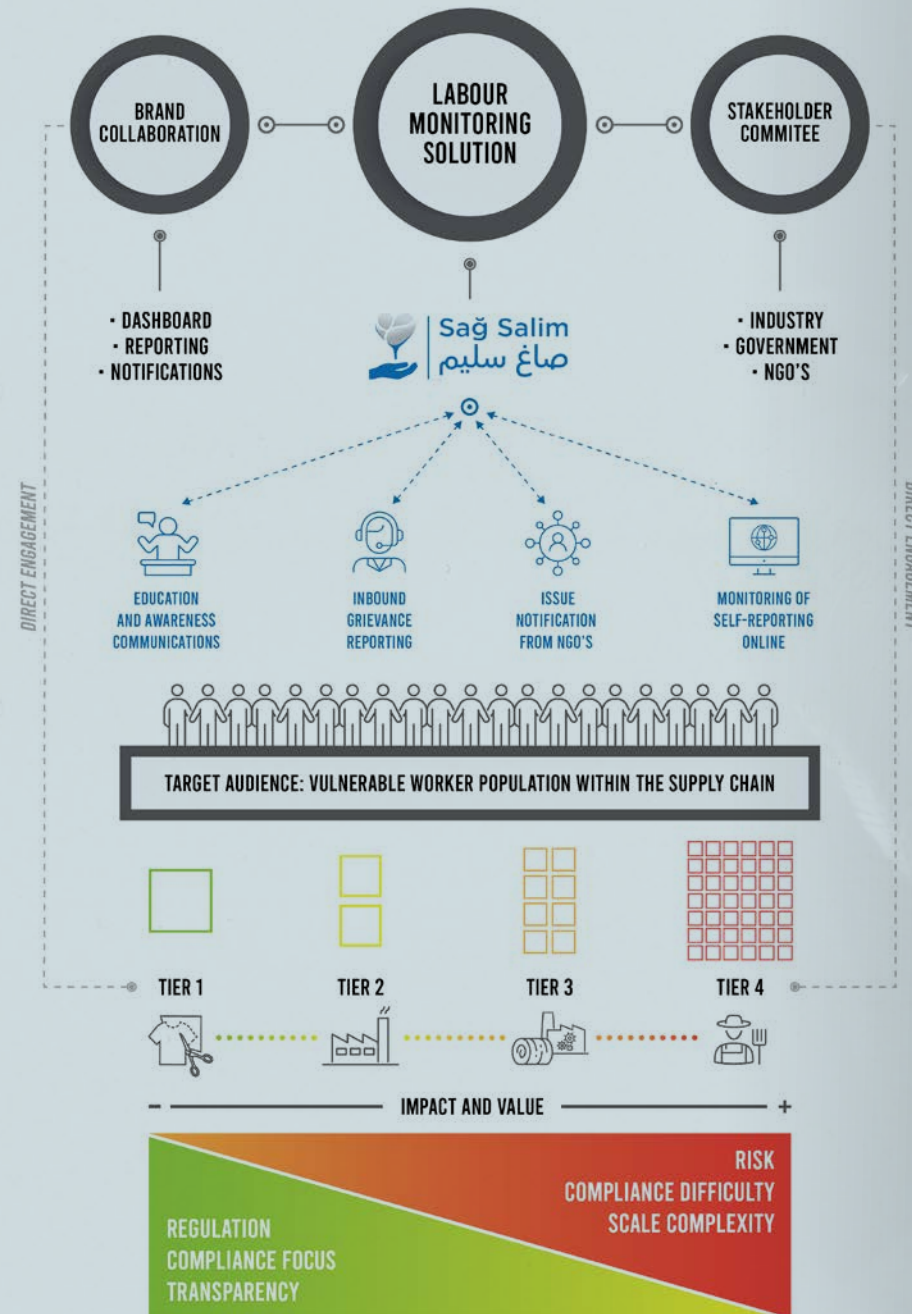 BRAND
COLLABORATION
LABOUR
MONITORING
SOLUTION
STAKEHOLDER
COMMITEE
• DASHBOARD
• REPORTING
• NOTIFICATIONS
Sağ Salim
صاغ سليم
• INDUSTRY
• GOVERNMENT
• NGO'S
DIRECT ENGAGEMENT
DIRECT ENGAGEMENT
EDUCATION
AND AWARENESS
COMMUNICATIONS
INBOUND
GRIEVANCE
REPORTING
ISSUE
NOTIFICATION
FROM NGO'S
MONITORING OF
SELF-REPORTING
ONLINE
TARGET AUDIENCE: VULNERABLE WORKER POPULATION WITHIN THE SUPPLY CHAIN
TIER 1
TIER 2
TIER 3
TIER 4
- IMPACT AND VALUE +
RISK
COMPLIANCE DIFFICULTY
SCALE COMPLEXITY
REGULATION
COMPLIANCE FOCUS
TRANSPARENCY